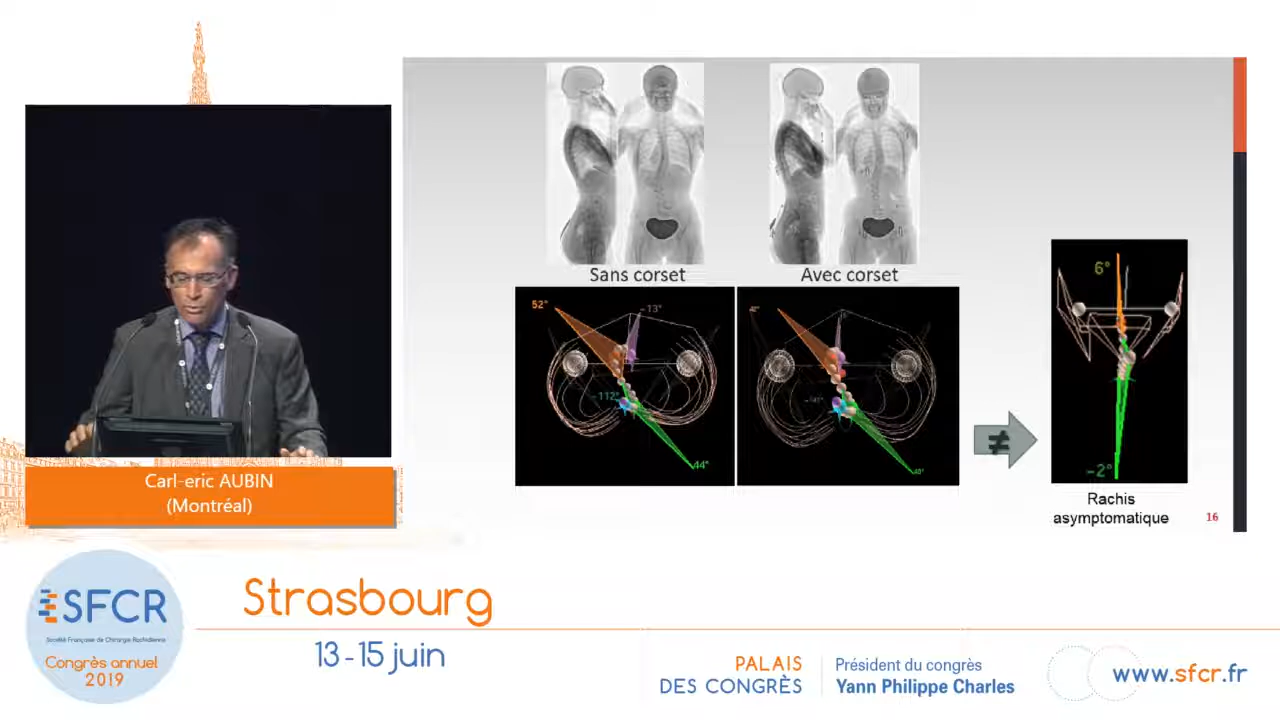 Sans corset
Avec corset
52°
-13°
-112°
44°
6°
-2°
≠
Rachis
asymptomatique
16
Carl-eric AUBIN
(Montréal)
SFCR
Société Française de Chirurgie Rachidienne
Congrès annuel
2019
Strasbourg
13-15 juin
PALAIS
DES CONGRÈS
Président du congrès
Yann Philippe Charles
www.sfcr.fr